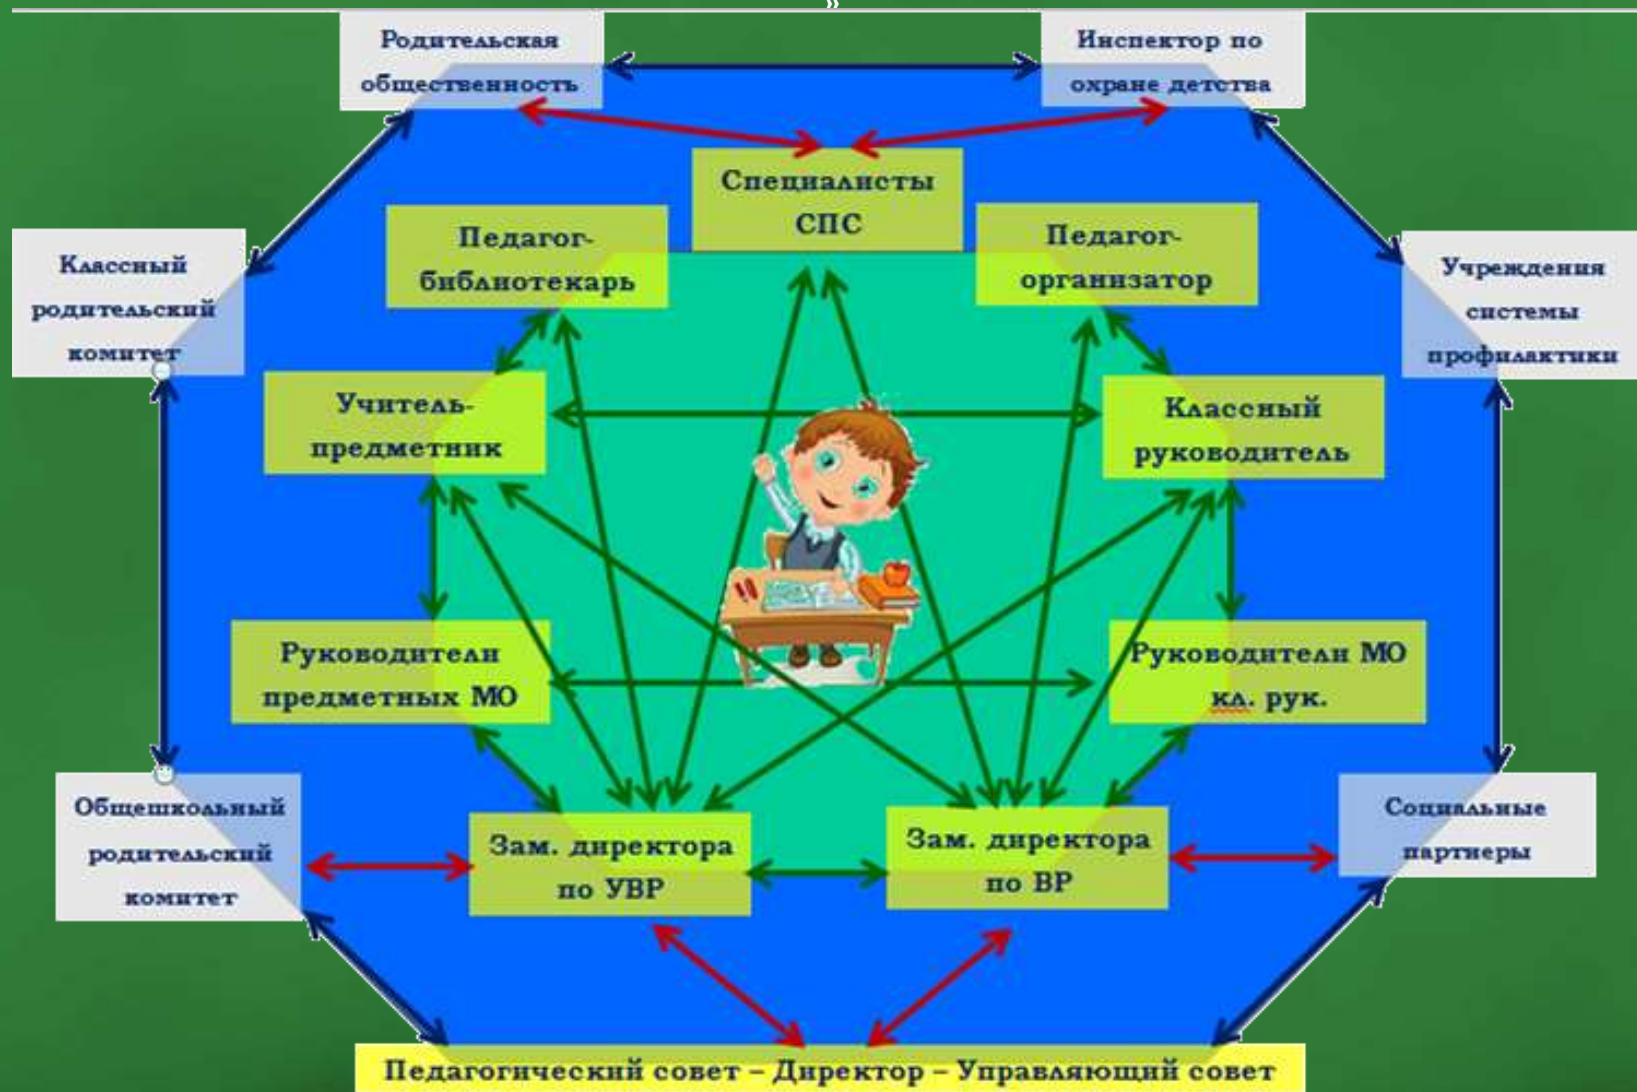 »
Родительская
общественность
Инспектор по
охране детства
Специалисты
СПС
Педагог-
библиотекарь
Педагог-
организатор
Классный
родительский
комитет
Учреждения
системы
профилактики
Учитель-
предметник
Классный
руководитель
Руководители
предметных МО
Руководители МО
кл. рук.
Общешкольный
родительский
комитет
Зам. директора
по УВР
Зам. директора
по ВР
Социальные
партнеры
Педагогический совет – Директор – Управляющий совет